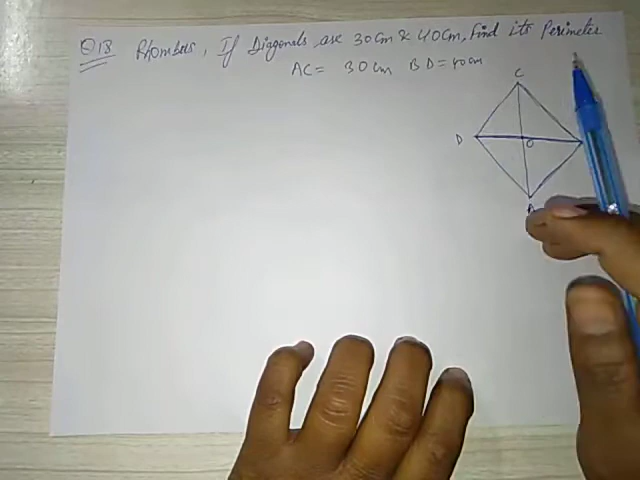 Q18 Rhombus, If Diagonals are 30cm & 40cm, find its Perimeter
AC = 30cm BD = 40cm
C
D O
A